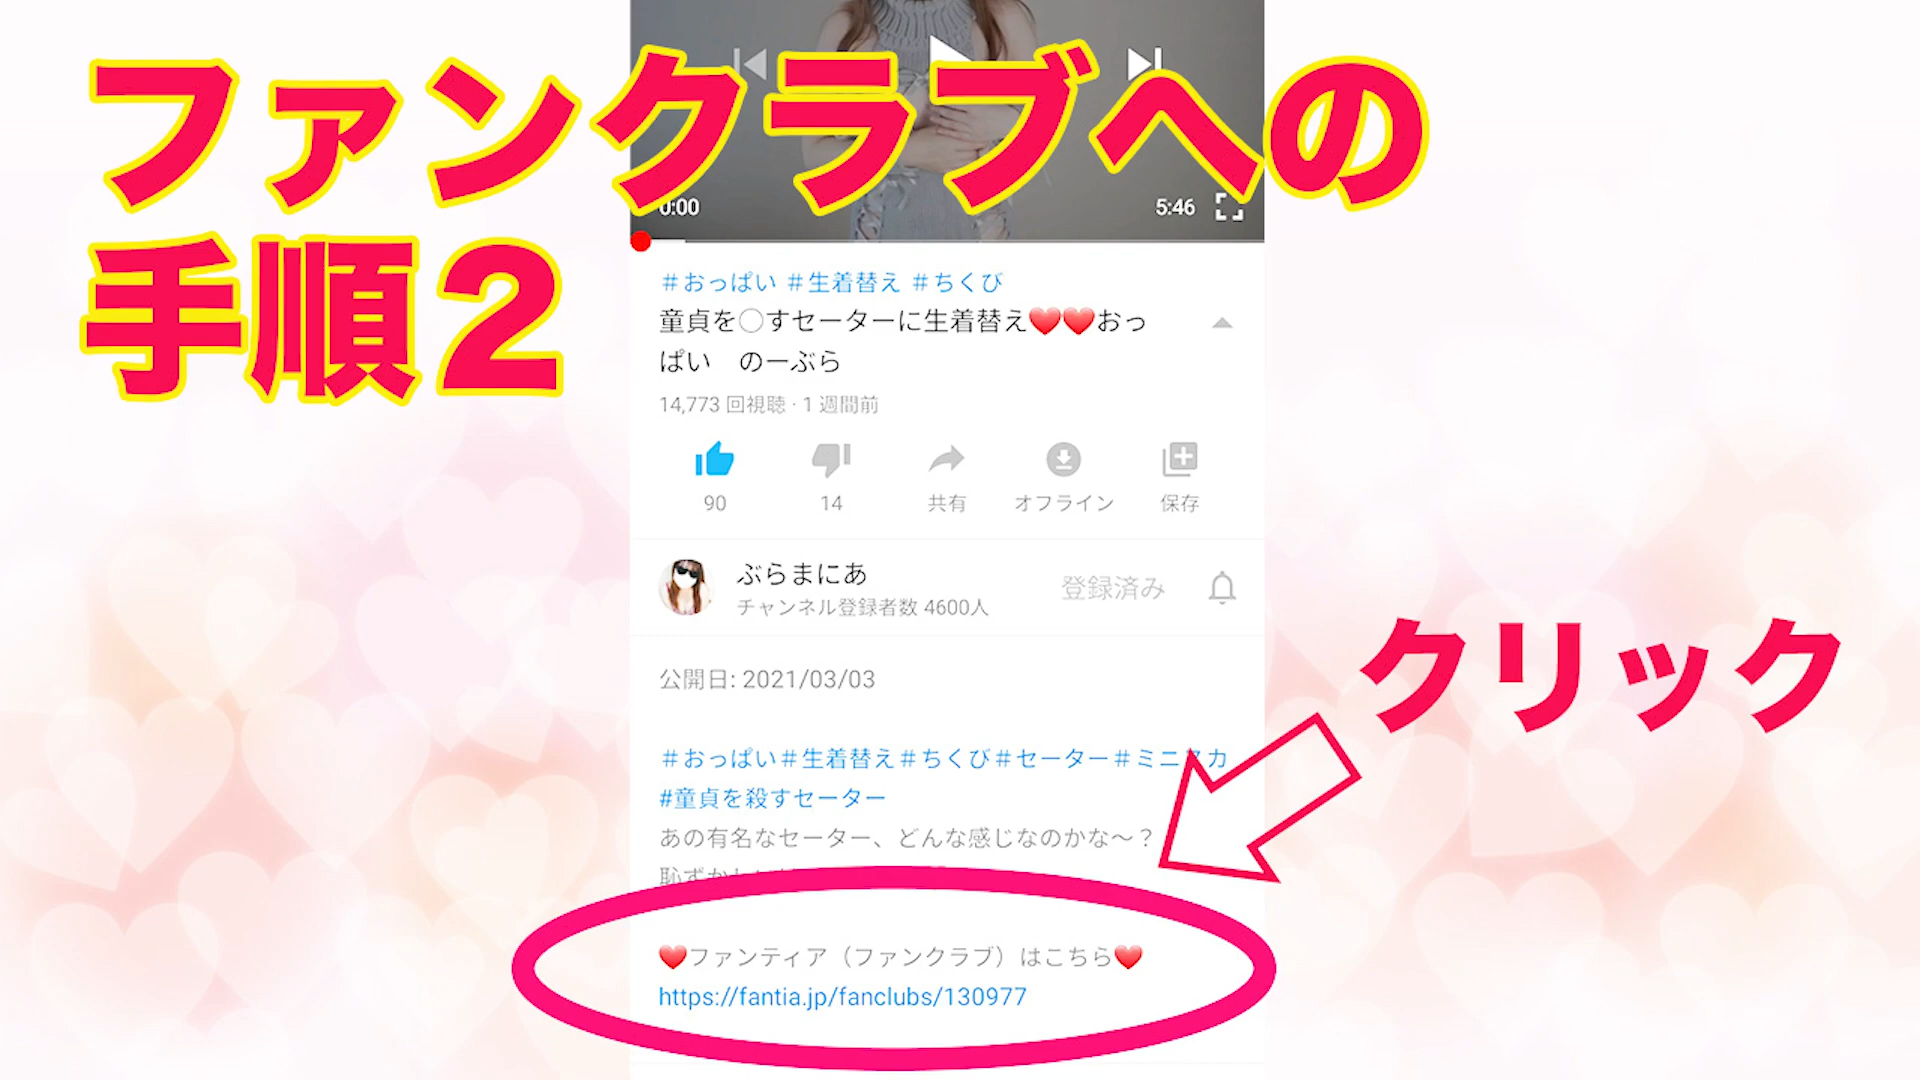 ファンクラブへの
手順２
0:00
5:46
＃おっぱい ＃生着替え ＃ちくび
童貞を◯すセーターに生着替え❤️❤️おっ
ぱい　のーぶら
14,773 回視聴 · 1 週間前
90
14
共有
オフライン
保存
ぶらまにあ
チャンネル登録者数 4600人
登録済み
クリック
公開日: 2021/03/03
＃おっぱい＃生着替え＃ちくび＃セーター＃ミニスカ
#童貞を殺すセーター
あの有名なセーター、どんな感じなのかな〜？
❤️ファンティア（ファンクラブ）はこちら❤️
https://fantia.jp/fanclubs/130977